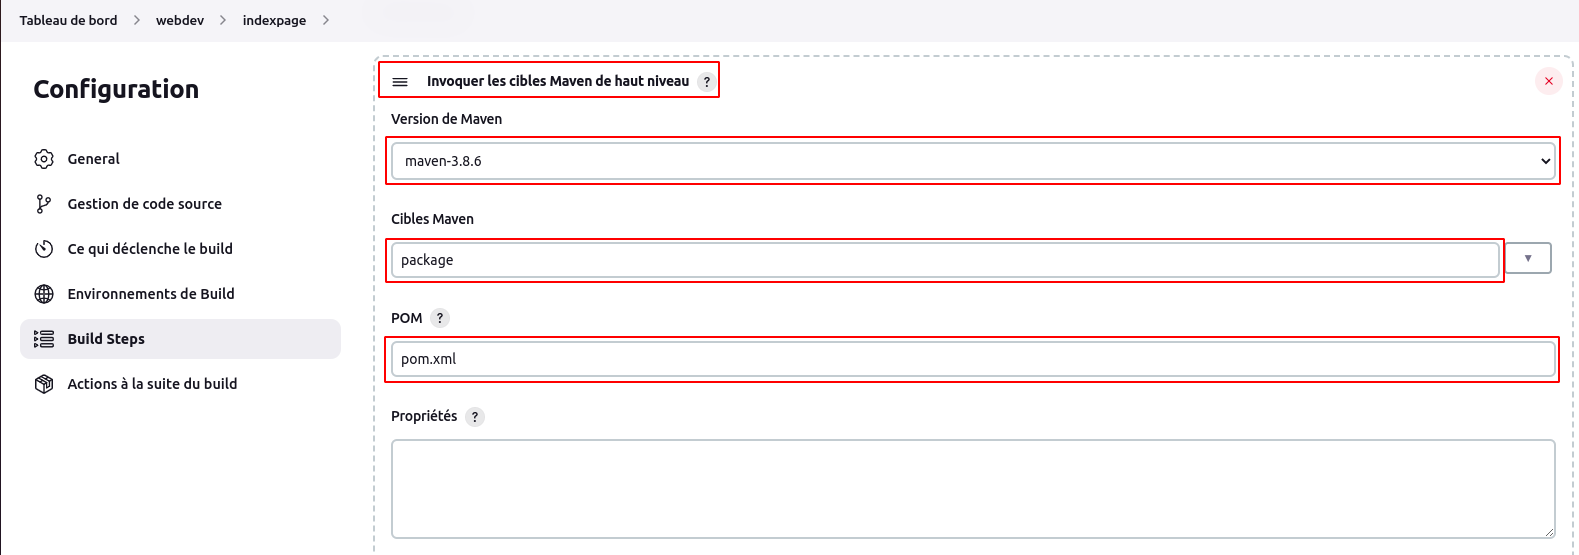 Tableau de bord > webdev > indexpage >
Configuration
General
Gestion de code source
Ce qui déclenche le build
Environnements de Build
Build Steps
Actions à la suite du build
Invoquer les cibles Maven de haut niveau ?
Version de Maven
maven-3.8.6
Cibles Maven
package
POM ?
pom.xml
Propriétés ?